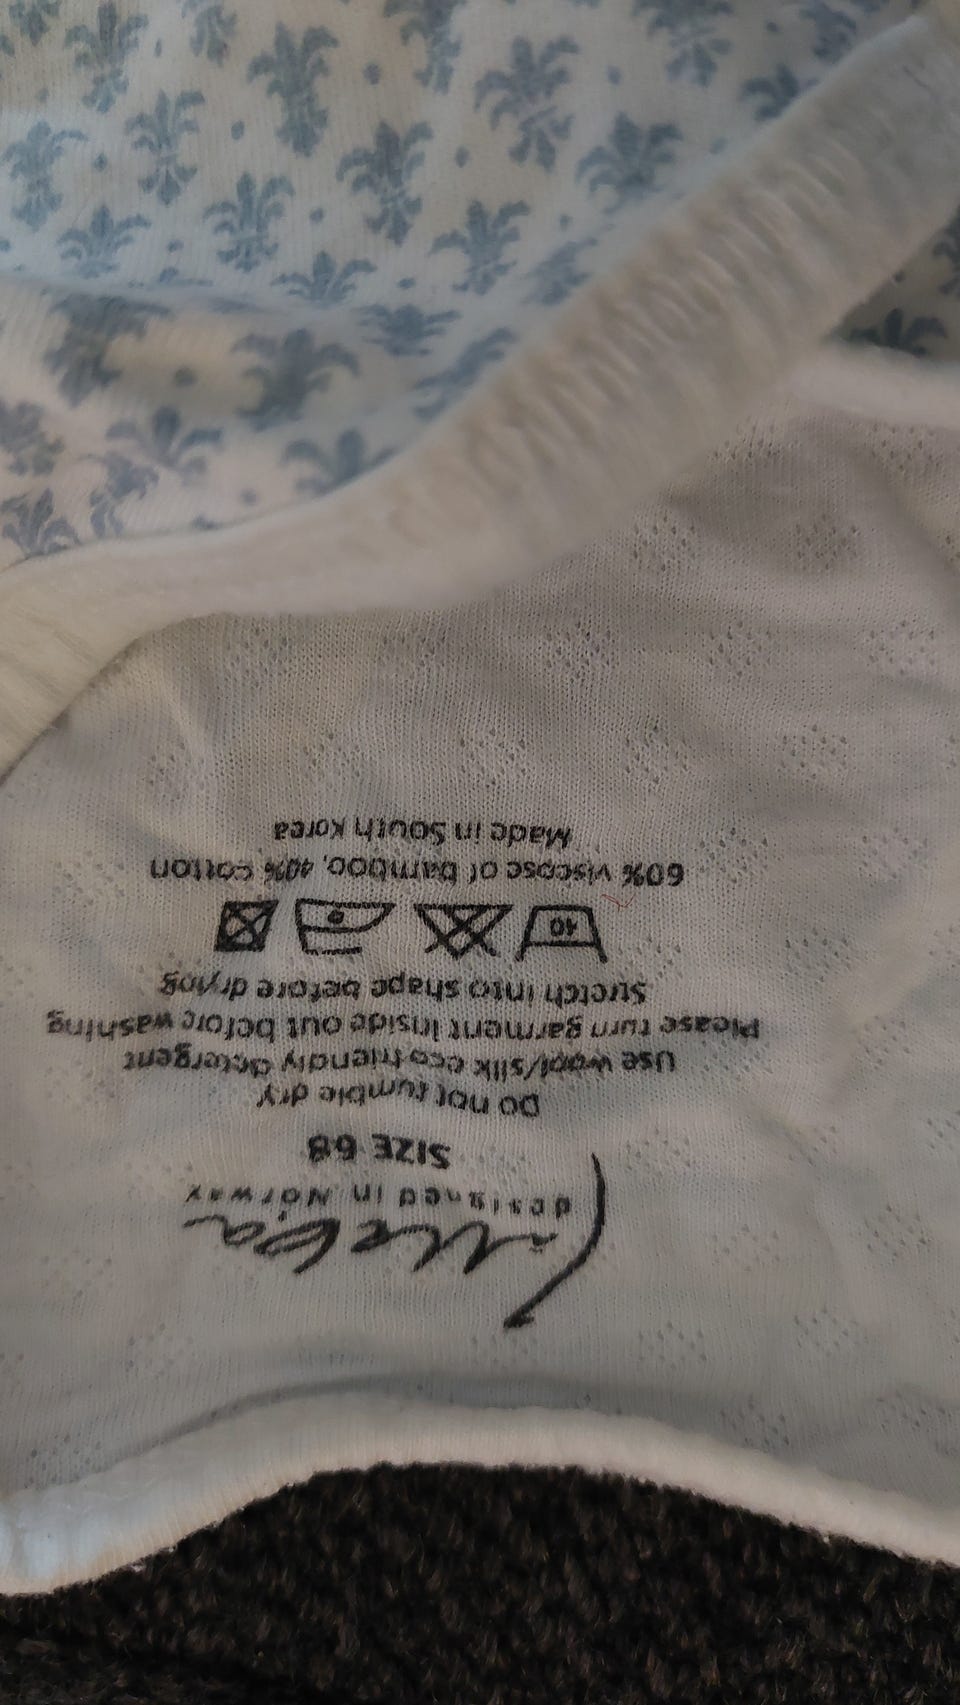 designed in Norway
SIZE 68
Do not tumble dry
Use wool/silk eco friendly detergent
Please turn garment inside out before washing
Stretch into shape before drying
40
60% viscose of bamboo, 40% Cotton
Made in South Korea